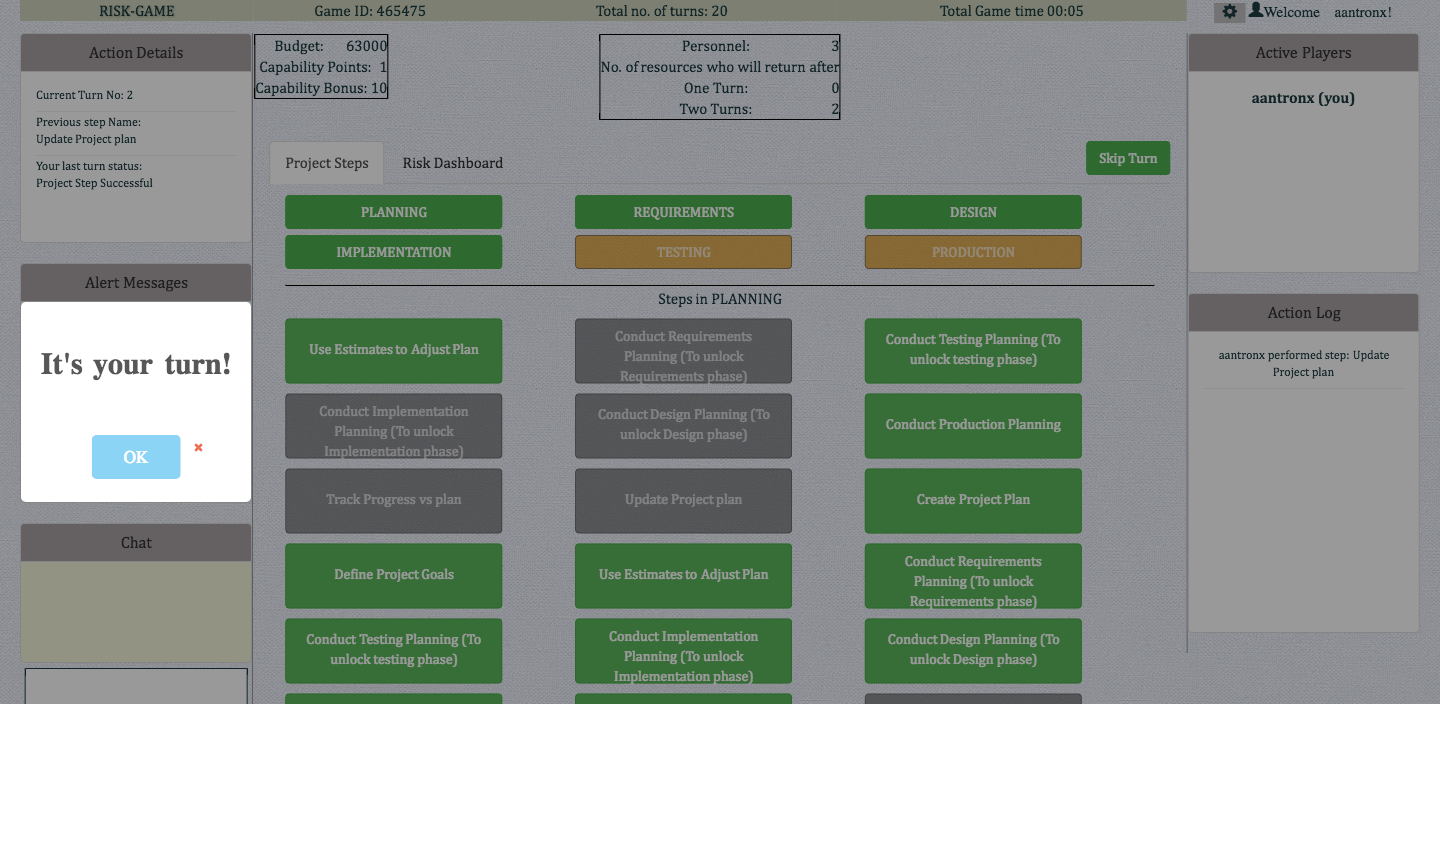 RISK-GAME
Game ID: 465475
Total no. of turns: 20
Total Game time 00:05
Welcome aantronx!
Action Details
Current Turn No: 2
Previous step Name:
Update Project plan
Your last turn status:
Project Step Successful
Alert Messages
It's your turn!
OK
Chat
Budget: 63000
Capability Points: 1
Capability Bonus: 10
Personnel: 3
No. of resources who will return after
One Turn: 0
Two Turns: 2
Project Steps
Risk Dashboard
Skip Turn
PLANNING
REQUIREMENTS
DESIGN
IMPLEMENTATION
TESTING
PRODUCTION
Steps in PLANNING
Use Estimates to Adjust Plan
Conduct Requirements
Planning (To unlock
Requirements phase)
Conduct Testing Planning (To
unlock testing phase)
Conduct Implementation
Planning (To unlock
Implementation phase)
Conduct Design Planning (To
unlock Design phase)
Conduct Production Planning
Track Progress vs plan
Update Project plan
Create Project Plan
Define Project Goals
Use Estimates to Adjust Plan
Conduct Requirements
Planning (To unlock
Requirements phase)
Conduct Testing Planning (To
unlock testing phase)
Conduct Implementation
Planning (To unlock
Implementation phase)
Conduct Design Planning (To
unlock Design phase)
Active Players
aantronx (you)
Action Log
aantronx performed step: Update
Project plan